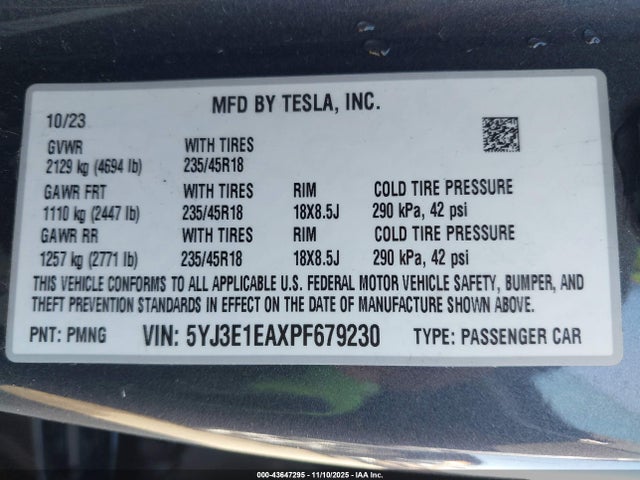 MFD BY TESLA, INC.
10/23
GVWR WITH TIRES
2129 kg (4694 lb) 235/45R18
GAWR FRT WITH TIRES RIM COLD TIRE PRESSURE
1110 kg (2447 lb) 235/45R18 18X8.5J 290 kPa, 42 psi
GAWR RR WITH TIRES RIM COLD TIRE PRESSURE
1257 kg (2771 lb) 235/45R18 18X8.5J 290 kPa, 42 psi
THIS VEHICLE CONFORMS TO ALL APPLICABLE U.S. FEDERAL MOTOR VEHICLE SAFETY, BUMPER, AND
THEFT PREVENTION STANDARDS IN EFFECT ON THE DATE OF MANUFACTURE SHOWN ABOVE.
PNT: PMNG VIN: 5YJ3E1EAXPF679230 TYPE: PASSENGER CAR
000-43647295 - 11/10/2025 - IAA Inc.